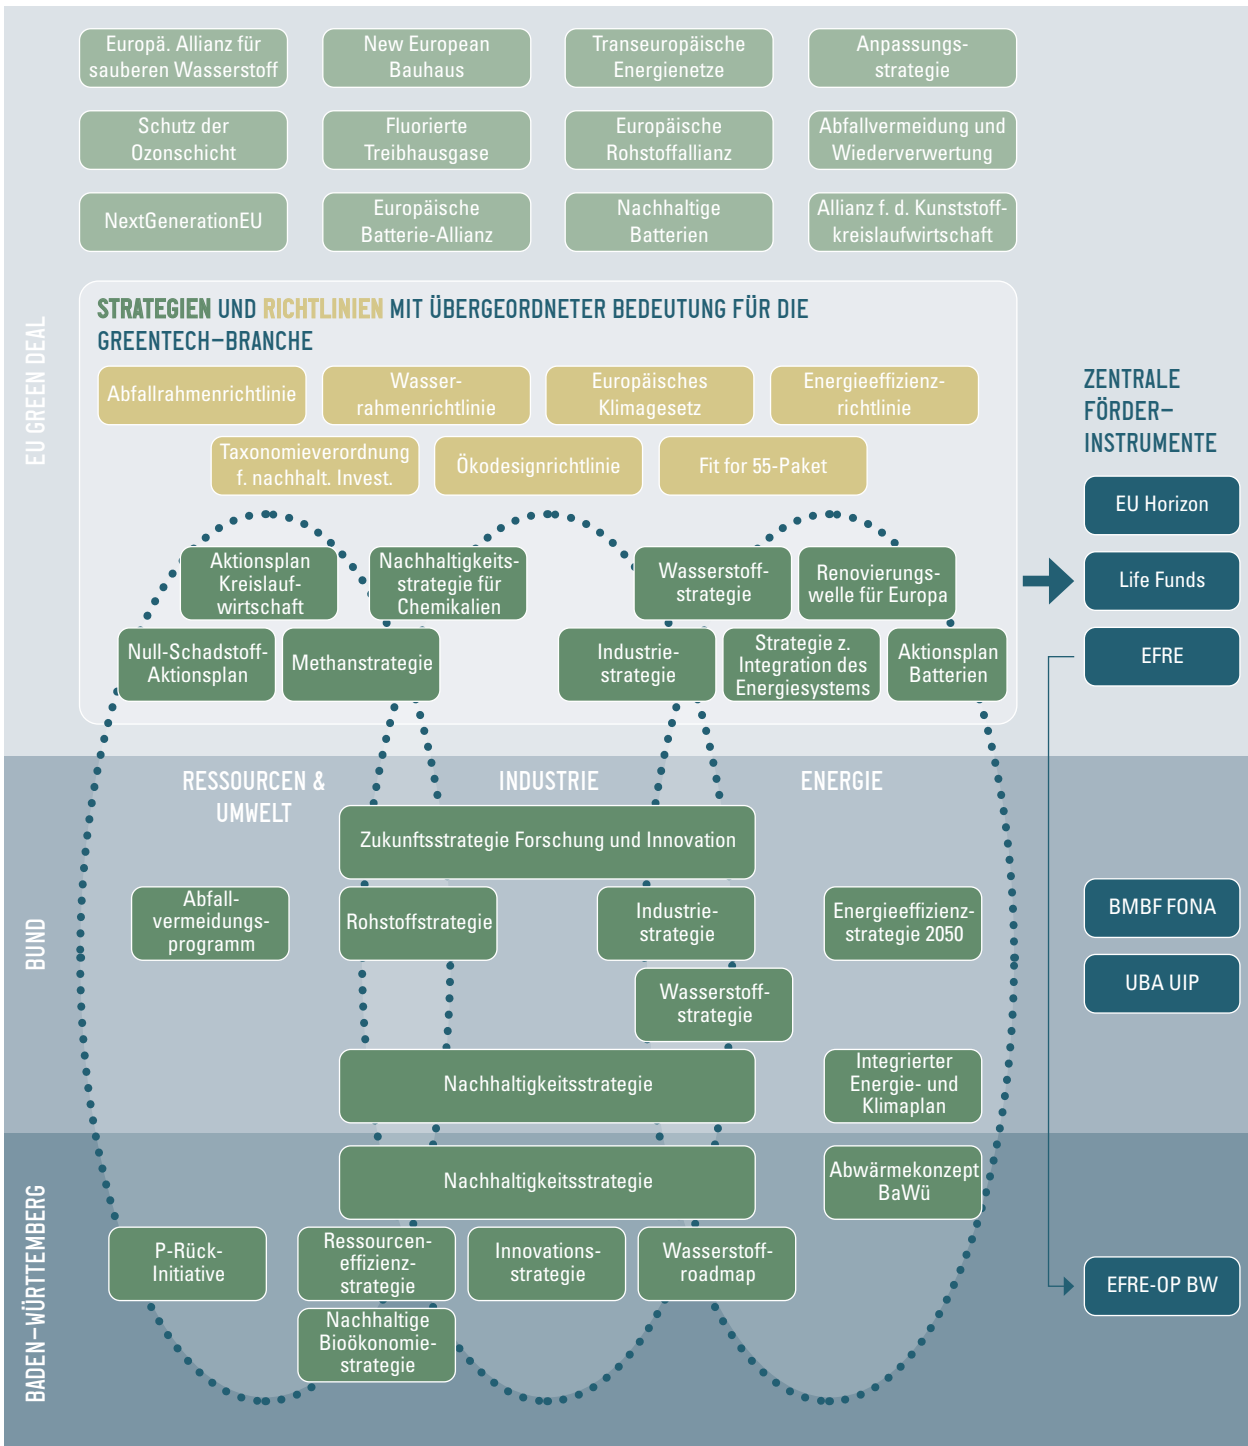 EU GREEN DEAL
Europä. Allianz für
sauberen Wasserstoff
New European
Bauhaus
Transeuropäische
Energienetze
Anpassungs-
strategie
Schutz der
Ozonschicht
Fluorierte
Treibhausgase
Europäische
Rohstoffallianz
Abfallvermeidung und
Wiederverwertung
NextGenerationEU
Europäische
Batterie-Allianz
Nachhaltige
Batterien
Allianz f. d. Kunststoff-
kreislaufwirtschaft
STRATEGIEN UND RICHTLINIEN MIT ÜBERGEORDNETER BEDEUTUNG FÜR DIE
GREENTECH-BRANCHE
Abfallrahmenrichtlinie
Wasser-
rahmenrichtlinie
Europäisches
Klimagesetz
Energieeffizienz-
richtlinie
Taxonomieverordnung
f. nachhalt. Invest.
Ökodesignrichtlinie
Fit for 55-Paket
Aktionsplan
Kreislauf-
wirtschaft
Nachhaltigkeits-
strategie für
Chemikalien
Wasserstoff-
strategie
Renovierungs-
welle für Europa
Null-Schadstoff-
Aktionsplan
Methanstrategie
Industrie-
strategie
Strategie z.
Integration des
Energiesystems
Aktionsplan
Batterien
ZENTRALE
FÖRDER-
INSTRUMENTE
EU Horizon
Life Funds
EFRE
BUND
RESSOURCEN &
UMWELT
INDUSTRIE
ENERGIE
Zukunftsstrategie Forschung und Innovation
Abfall-
vermeidungs-
programm
Rohstoffstrategie
Industrie-
strategie
Energieeffizienz-
strategie 2050
Wasserstoff-
strategie
Nachhaltigkeitsstrategie
Integrierter
Energie- und
Klimaplan
BMBF FONA
UBA UIP
BADEN-WÜRTTEMBERG
Nachhaltigkeitsstrategie
Abwärmekonzept
BaWü
P-Rück-
Initiative
Ressourcen-
effizienz-
strategie
Innovations-
strategie
Wasserstoff-
roadmap
Nachhaltige
Bioökonomie-
strategie
EFRE-OP BW